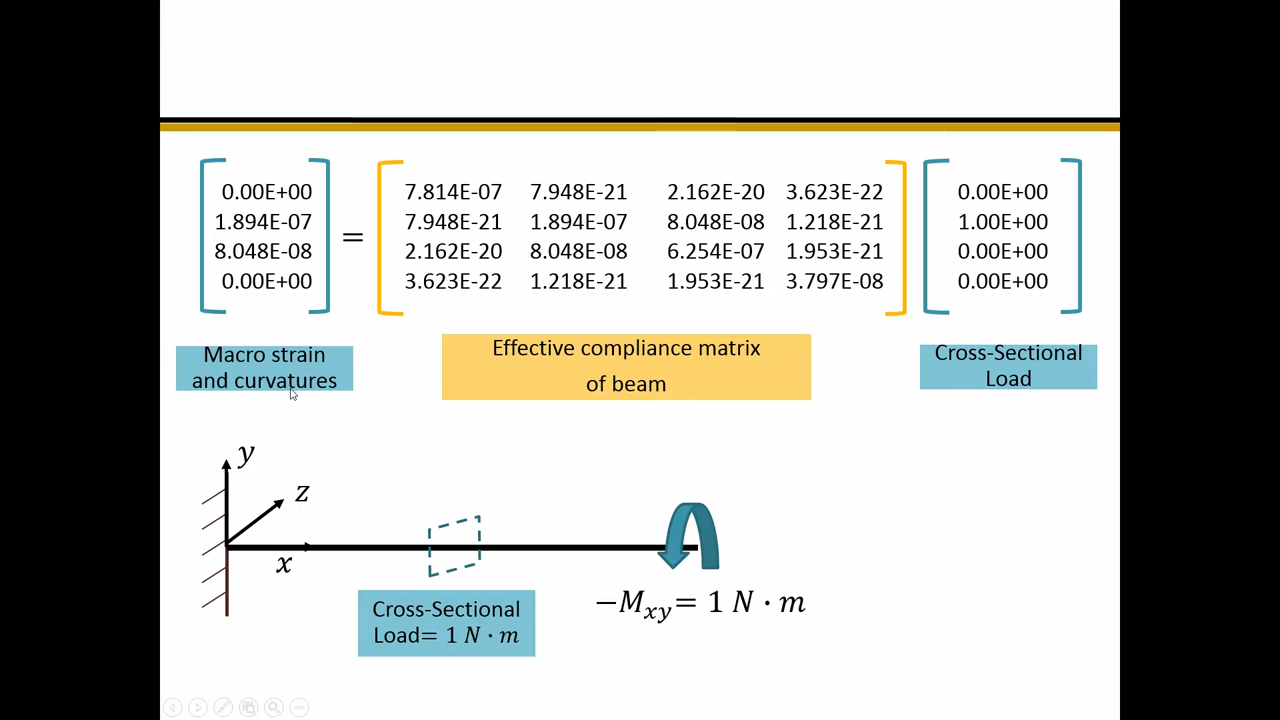 0.00E+00
1.894E-07
8.048E-08
0.00E+00
=
7.814E-07 7.948E-21 2.162E-20 3.623E-22
7.948E-21 1.894E-07 8.048E-08 1.218E-21
2.162E-20 8.048E-08 6.254E-07 1.953E-21
3.623E-22 1.218E-21 1.953E-21 3.797E-08
0.00E+00
1.00E+00
0.00E+00
0.00E+00
Macro strain
and curvatures
Effective compliance matrix
of beam
Cross-Sectional
Load
y
z
x
Cross-Sectional
Load= 1 N · m
−M_{xy}= 1 N · m